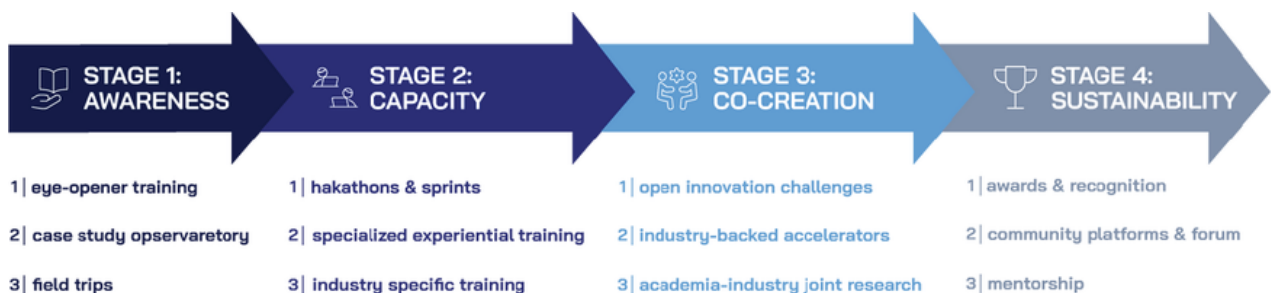 STAGE 1:
AWARENESS
STAGE 2:
CAPACITY
STAGE 3:
CO-CREATION
STAGE 4:
SUSTAINABILITY
1| eye-opener training
2| case study opservaretory
3| field trips
1| hakathons & sprints
2| specialized experiential training
3| industry specific training
1| open innovation challenges
2| industry-backed accelerators
3| academia-industry joint research
1| awards & recognition
2| community platforms & forum
3| mentorship